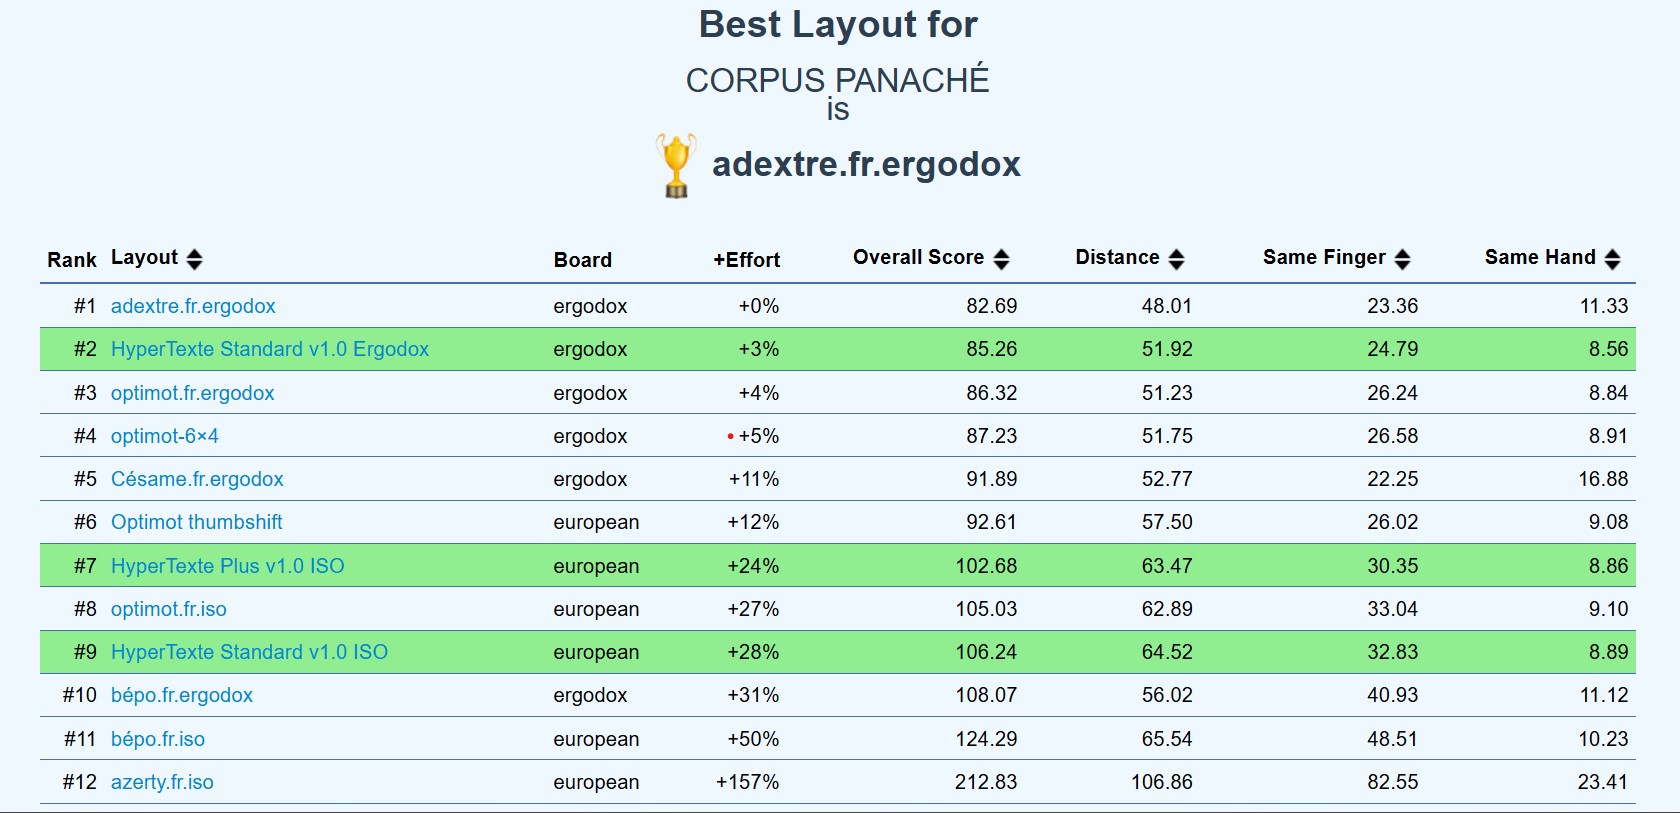 Best Layout for
CORPUS PANACHÉ
is
adextre.fr.ergodox
Rank Layout Board +Effort Overall Score Distance Same Finger Same Hand
#1 adextre.fr.ergodox ergodox +0% 82.69 48.01 23.36 11.33
#2 HyperTexte Standard v1.0 Ergodox ergodox +3% 85.26 51.92 24.79 8.56
#3 optimot.fr.ergodox ergodox +4% 86.32 51.23 26.24 8.84
#4 optimot-6×4 ergodox +5% 87.23 51.75 26.58 8.91
#5 Césame.fr.ergodox ergodox +11% 91.89 52.77 22.25 16.88
#6 Optimot thumbshift european +12% 92.61 57.50 26.02 9.08
#7 HyperTexte Plus v1.0 ISO european +24% 102.68 63.47 30.35 8.86
#8 optimot.fr.iso european +27% 105.03 62.89 33.04 9.10
#9 HyperTexte Standard v1.0 ISO european +28% 106.24 64.52 32.83 8.89
#10 bépo.fr.ergodox ergodox +31% 108.07 56.02 40.93 11.12
#11 bépo.fr.iso european +50% 124.29 65.54 48.51 10.23
#12 azerty.fr.iso european +157% 212.83 106.86 82.55 23.41